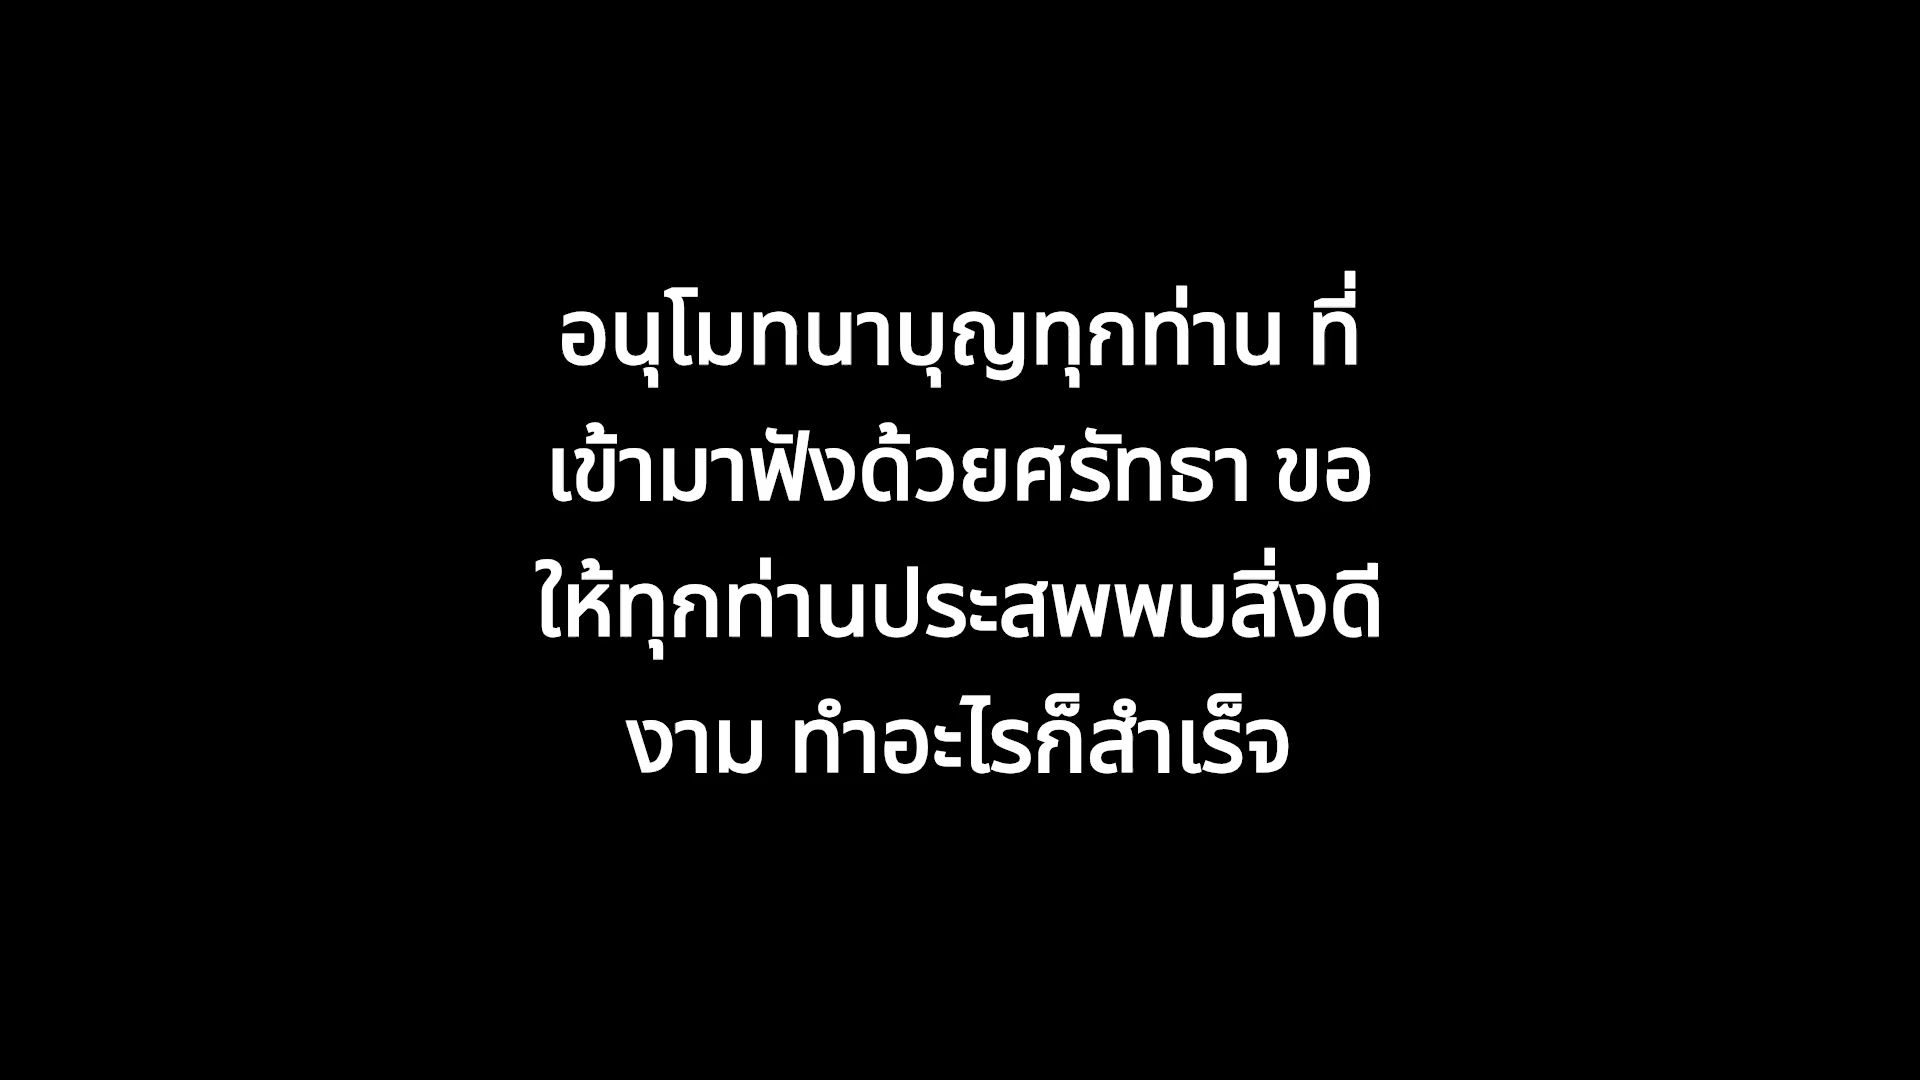 อนุโมทนาบุญทุกท่าน ที่
เข้ามาฟังด้วยศรัทธา ขอ
ให้ทุกท่านประสพพบสิ่งดี
งาม ทำอะไรก็สำเร็จ